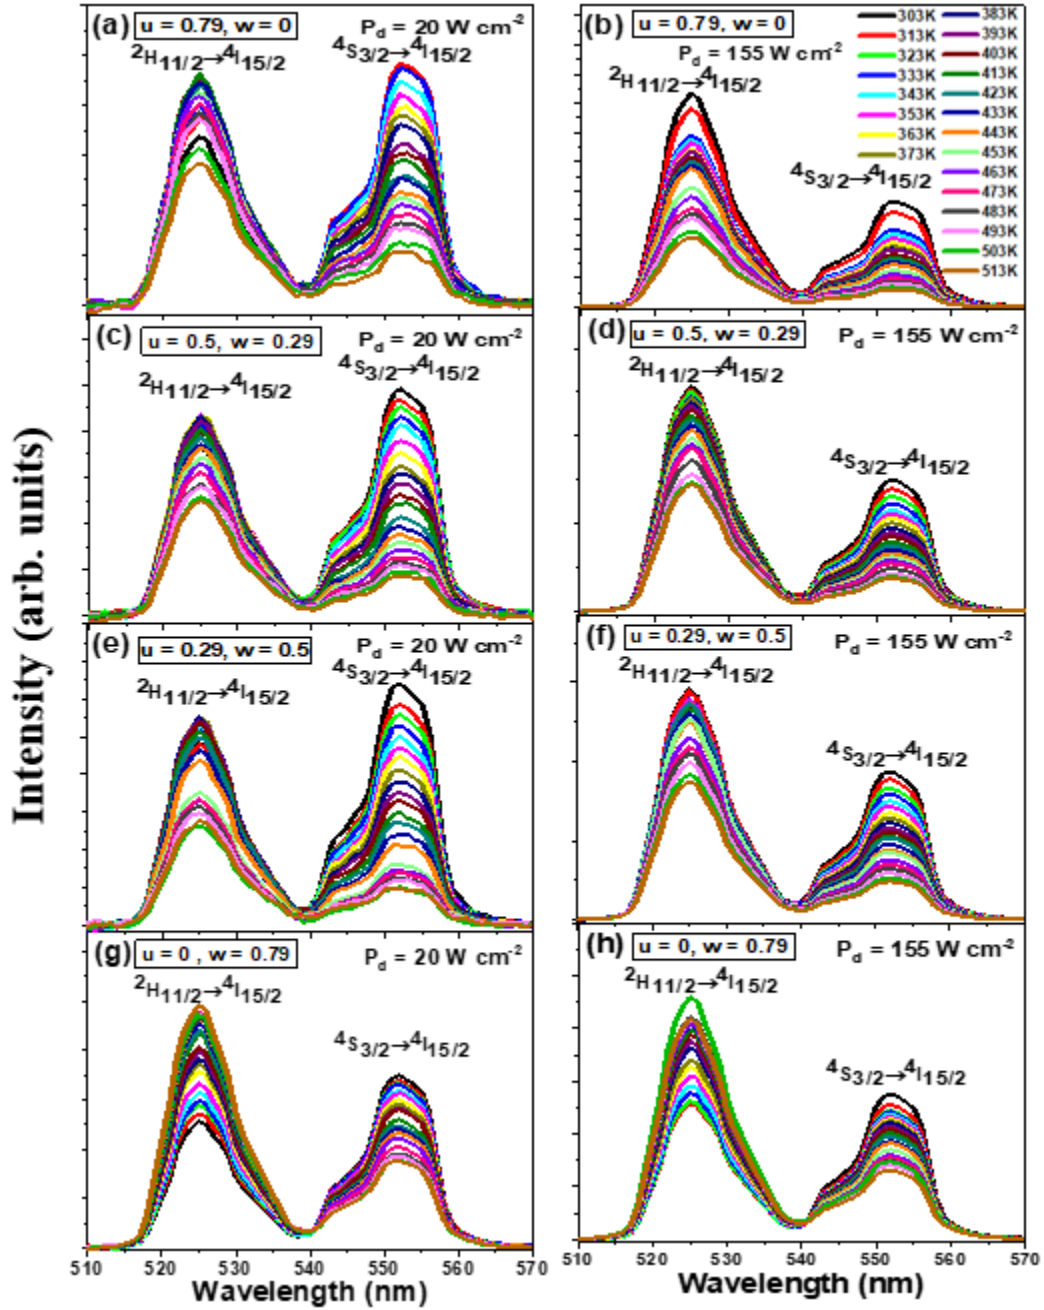 (a) u = 0.79, w = 0 P_d = 20 W cm⁻²
²H₁₁/₂→⁴I₁₅/₂ ⁴S₃/₂→⁴I₁₅/₂
(b) u = 0.79, w = 0
P_d = 155 W cm⁻²
²H₁₁/₂→⁴I₁₅/₂
⁴S₃/₂→⁴I₁₅/₂
303K 383K
313K 393K
323K 403K
333K 413K
343K 423K
353K 433K
363K 443K
373K 453K
463K
473K
483K
493K
503K
513K
(c) u = 0.5, w = 0.29 P_d = 20 W cm⁻²
²H₁₁/₂→⁴I₁₅/₂ ⁴S₃/₂→⁴I₁₅/₂
(d) u = 0.5, w = 0.29 P_d = 155 W cm⁻²
²H₁₁/₂→⁴I₁₅/₂
⁴S₃/₂→⁴I₁₅/₂
(e) u = 0.29, w = 0.5 P_d = 20 W cm⁻²
²H₁₁/₂→⁴I₁₅/₂ ⁴S₃/₂→⁴I₁₅/₂
(f) u = 0.29, w = 0.5 P_d = 155 W cm⁻²
²H₁₁/₂→⁴I₁₅/₂
⁴S₃/₂→⁴I₁₅/₂
(g) u = 0 , w = 0.79 P_d = 20 W cm⁻²
²H₁₁/₂→⁴I₁₅/₂
⁴S₃/₂→⁴I₁₅/₂
(h) u = 0, w = 0.79 P_d = 155 W cm⁻²
²H₁₁/₂→⁴I₁₅/₂
⁴S₃/₂→⁴I₁₅/₂
Intensity (arb. units)
510 520 530 540 550 560 570
Wavelength (nm)
510 520 530 540 550 560 570
Wavelength (nm)